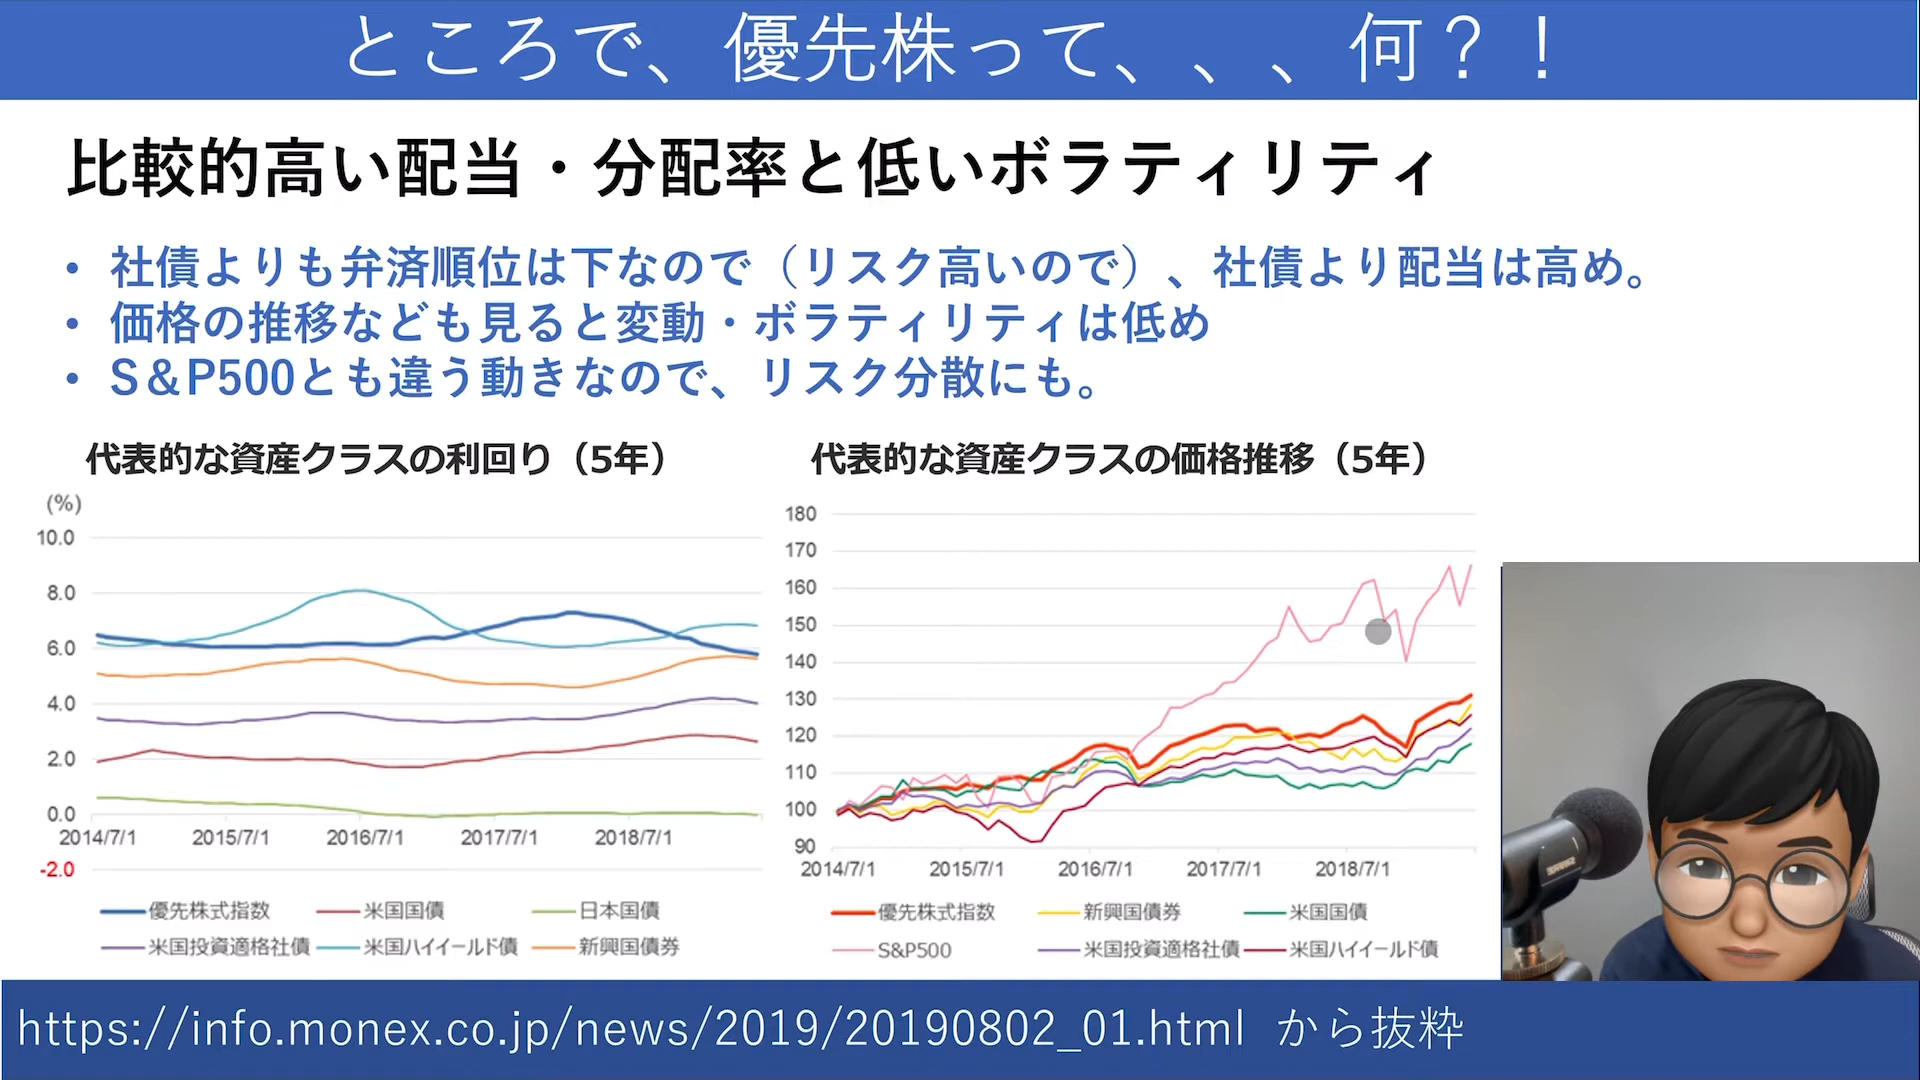 ところで、優先株って、、、何？！
比較的高い配当・分配率と低いボラティリティ
• 社債よりも弁済順位は下なので（リスク高いので）、社債より配当は高め。
• 価格の推移なども見ると変動・ボラティリティは低め
• S＆P500とも違う動きなので、リスク分散にも。
代表的な資産クラスの利回り（5年）
(%)
10.0
8.0
6.0
4.0
2.0
0.0
2014/7/1 2015/7/1 2016/7/1 2017/7/1 2018/7/1
-2.0
優先株式指数 米国国債 日本国債
米国投資適格社債 米国ハイイールド債 新興国債券
代表的な資産クラスの価格推移（5年）
180
170
160
150
140
130
120
110
100
90
2014/7/1 2015/7/1 2016/7/1 2017/7/1 2018/7/1
優先株式指数 新興国債券 米国国債
S&P500 米国投資適格社債 米国ハイイールド債
https://info.monex.co.jp/news/2019/20190802_01.html から抜粋